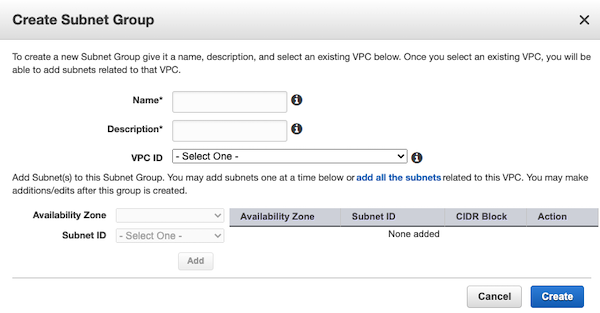 Create Subnet Group
To create a new Subnet Group give it a name, description, and select an existing VPC below. Once you select an existing VPC, you will be
able to add subnets related to that VPC.
Name*
Description*
VPC ID - Select One -
Add Subnet(s) to this Subnet Group. You may add subnets one at a time below or add all the subnets related to this VPC. You may make
additions/edits after this group is created.
Availability Zone Availability Zone Subnet ID CIDR Block Action
Subnet ID - Select One - None added
Add
Cancel Create